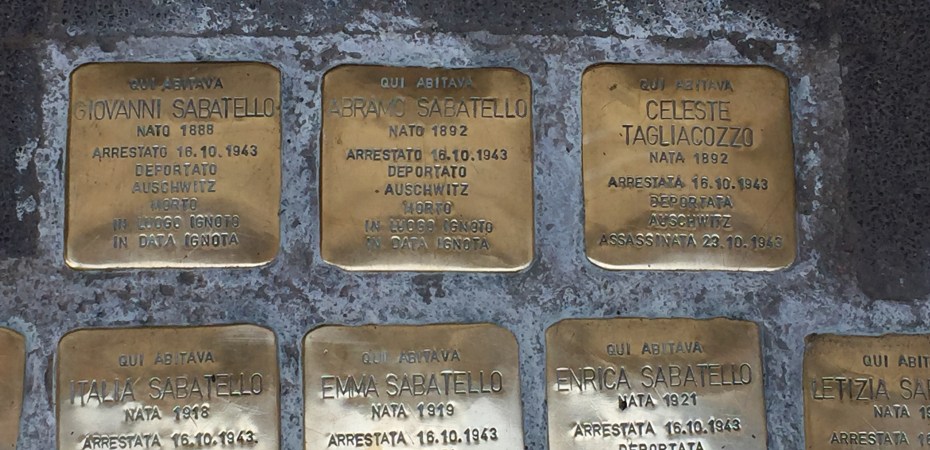 QUI ABITAVA
GIOVANNI SABATELLO
NATO 1888
ARRESTATO 16.10.1943
DEPORTATO
AUSCHWITZ
MORTO
IN LUOGO IGNOTO
IN DATA IGNOTA
QUI ABITAVA
ABRAMO SABATELLO
NATO 1892
ARRESTATO 16.10.1943
DEPORTATO
AUSCHWITZ
MORTO
IN LUOGO IGNOTO
IN DATA IGNOTA
QUI ABITAVA
CELESTE
TAGLIACOZZO
NATA 1892
ARRESTATA 16.10.1943
DEPORTATA
AUSCHWITZ
ASSASSINATA 23.10.1943
QUI ABITAVA
ITALIA SABATELLO
NATA 1918
ARRESTATA 16.10.1943.
QUI ABITAVA
EMMA SABATELLO
NATA 1919
ARRESTATA 16.10.1943
QUI ABITAVA
ENRICA SABATELLO
NATA 1921
ARRESTATA 16.10.1943
DEPORTATA
QUI
LETIZIA
NATA
ARRESTATA